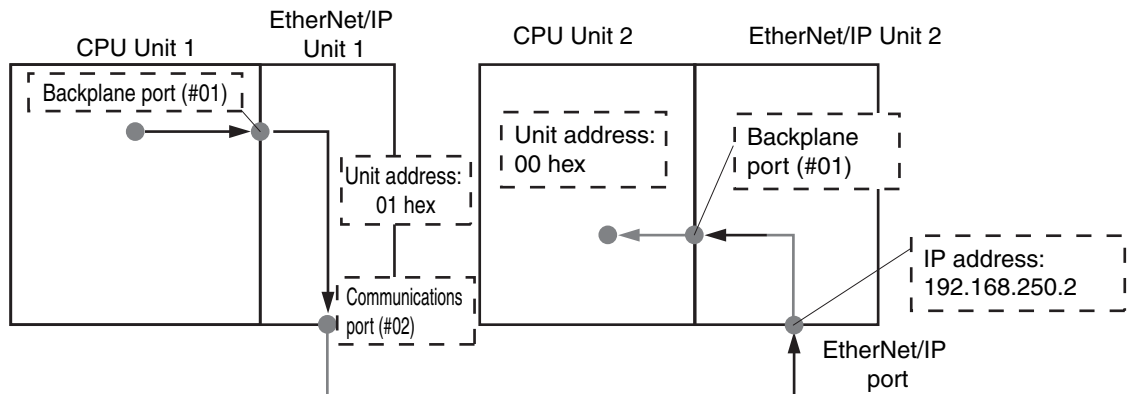 CPU Unit 1
EtherNet/IP
Unit 1
Backplane port (#01)
Unit address:
01 hex
Communications
port (#02)
CPU Unit 2
EtherNet/IP Unit 2
Unit address:
00 hex
Backplane
port (#01)
IP address:
192.168.250.2
EtherNet/IP
port